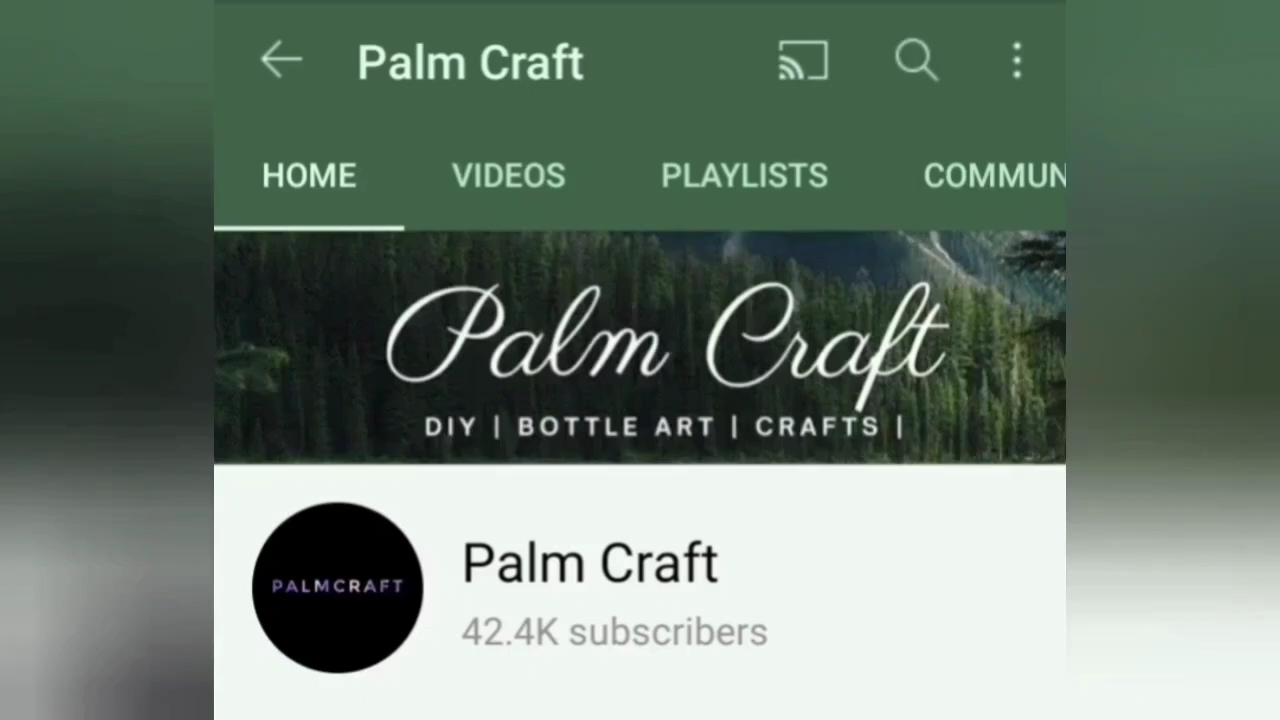 Palm Craft
HOME VIDEOS PLAYLISTS COMMUN
Palm Craft
DIY | BOTTLE ART | CRAFTS |
PALMCRAFT
Palm Craft
42.4K subscribers